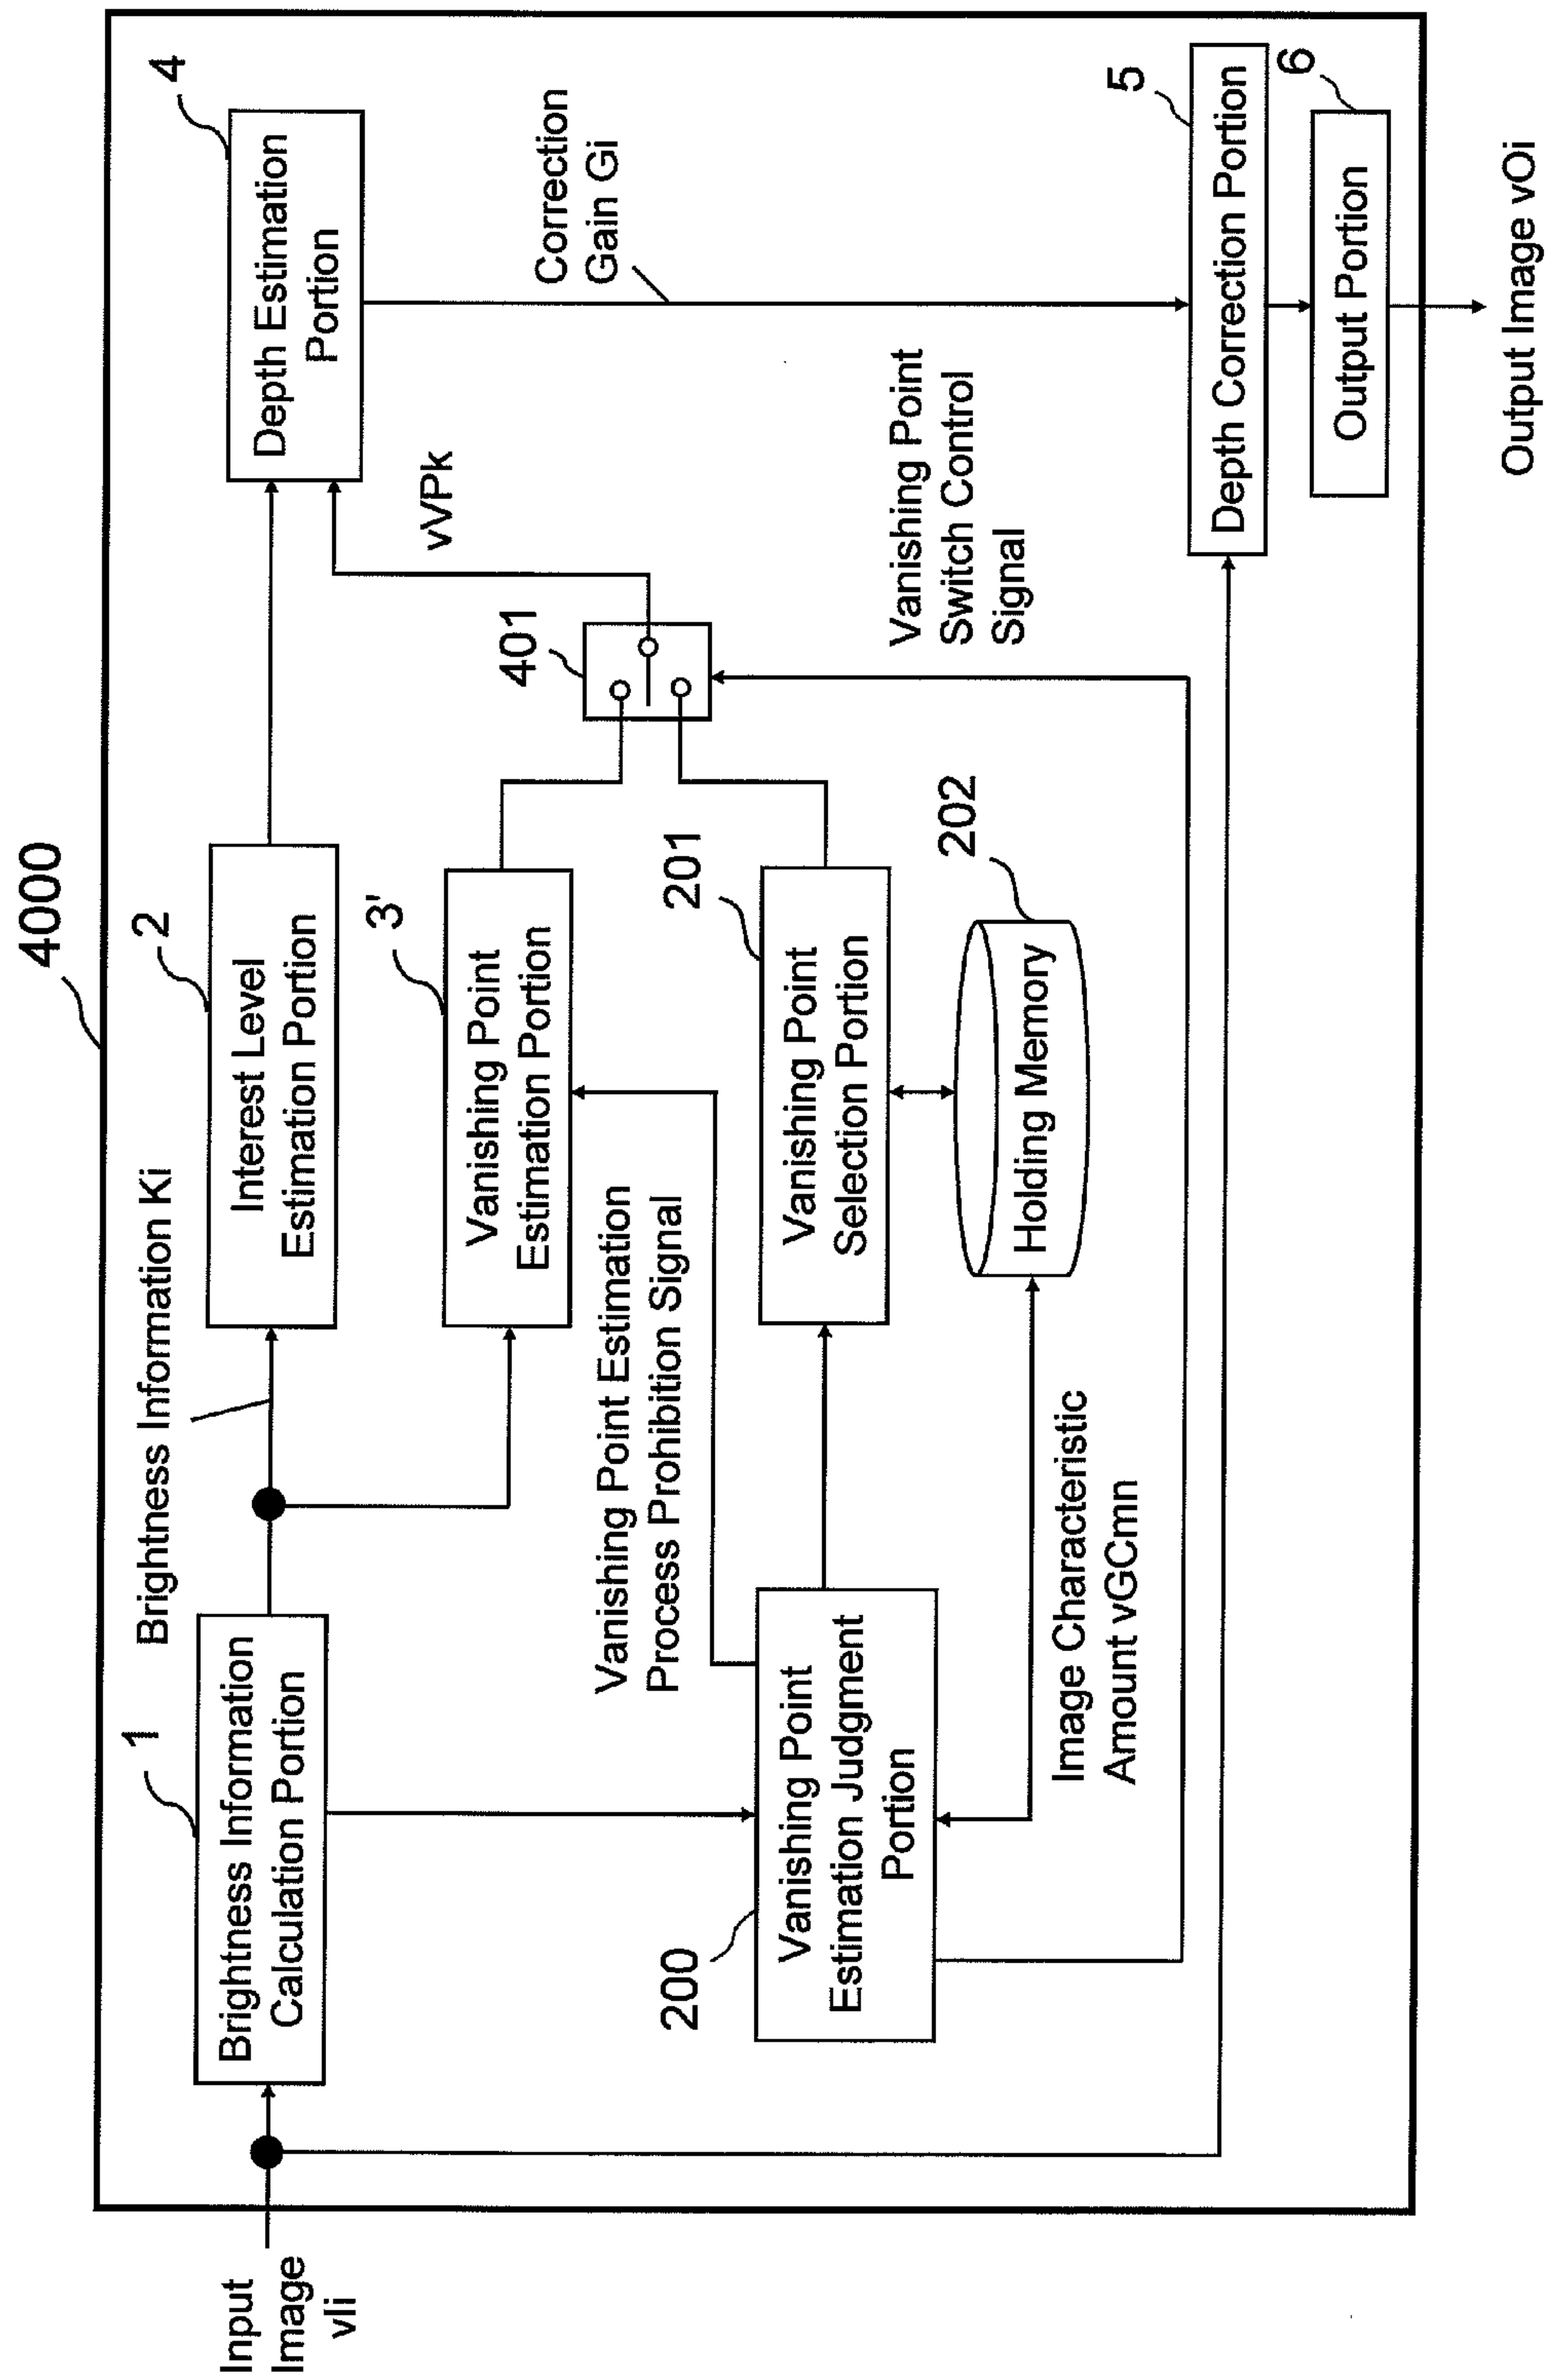 4000
Input
Image
vIi
1
Brightness Information
Calculation Portion
Brightness Information Ki
2
Interest Level
Estimation Portion
4
Depth Estimation
Portion
3'
Vanishing Point
Estimation Portion
vVPk
401
Correction
Gain Gi
Vanishing Point Estimation
Process Prohibition Signal
200
Vanishing Point
Estimation Judgment
Portion
201
Vanishing Point
Selection Portion
202
Holding Memory
Vanishing Point
Switch Control
Signal
Image Characteristic
Amount vGCmn
5
Depth Correction Portion
6
Output Portion
Output Image vOi